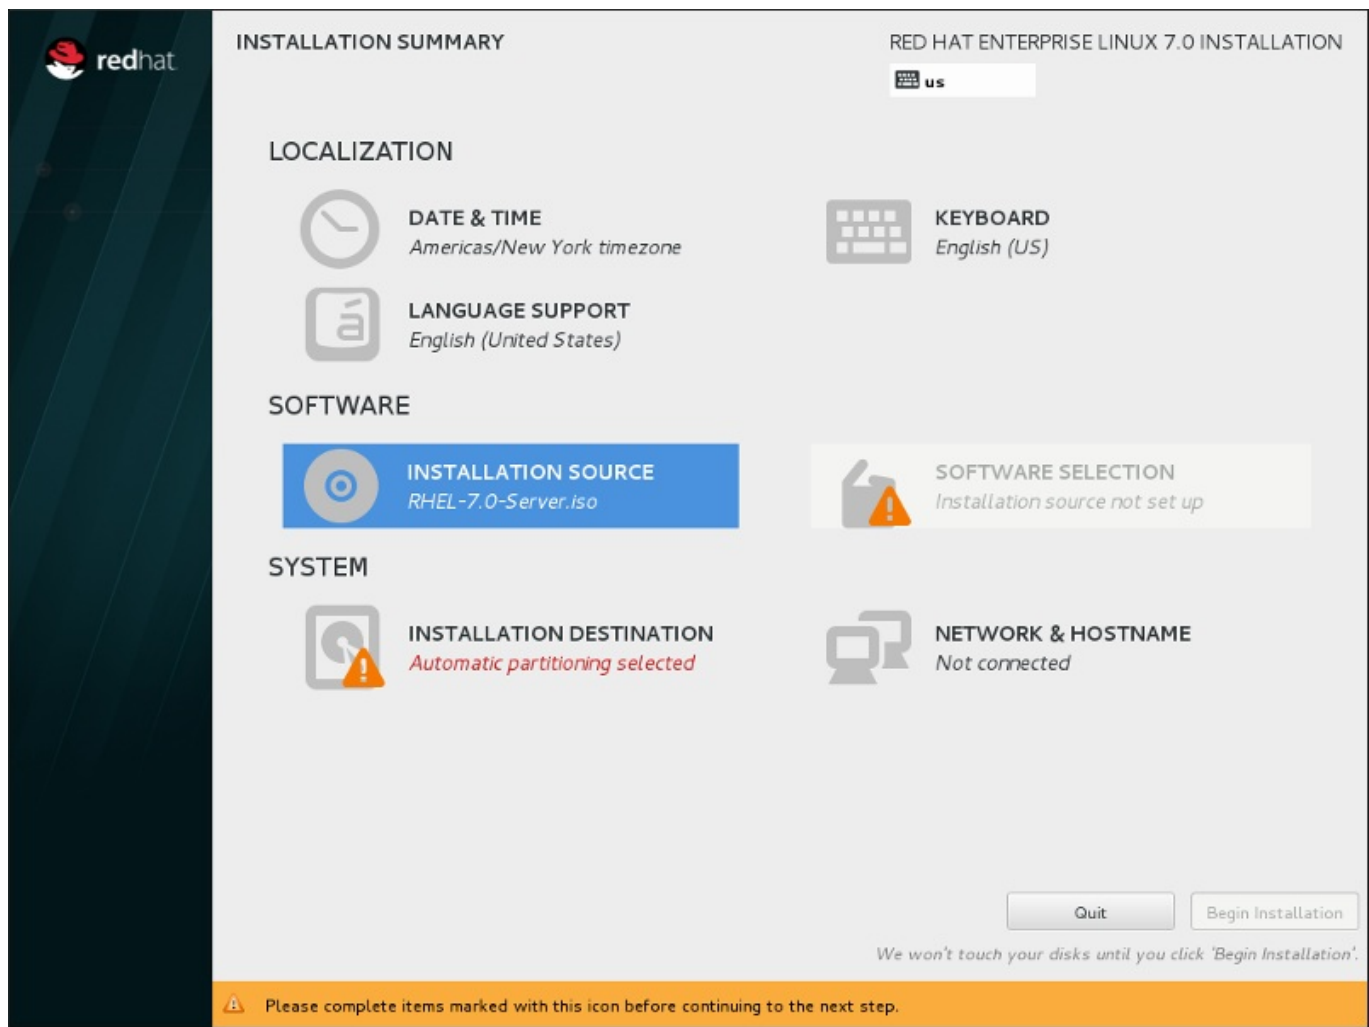 redhat.
INSTALLATION SUMMARY
RED HAT ENTERPRISE LINUX 7.0 INSTALLATION
us
LOCALIZATION
DATE & TIME
Americas/New York timezone
KEYBOARD
English (US)
LANGUAGE SUPPORT
English (United States)
SOFTWARE
INSTALLATION SOURCE
RHEL-7.0-Server.iso
SOFTWARE SELECTION
Installation source not set up
SYSTEM
INSTALLATION DESTINATION
Automatic partitioning selected
NETWORK & HOSTNAME
Not connected
Quit
Begin Installation
We won't touch your disks until you click 'Begin Installation'.
Please complete items marked with this icon before continuing to the next step.